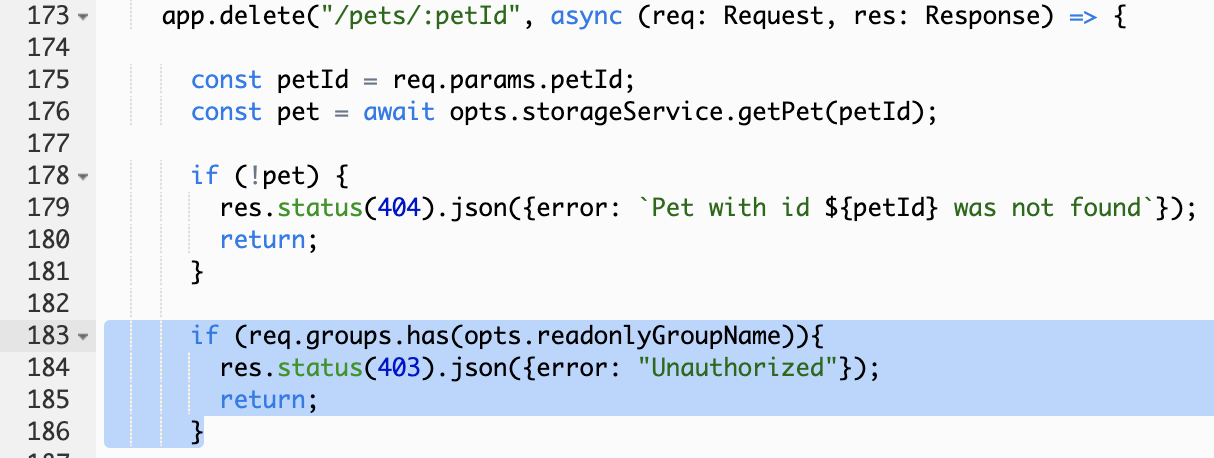 173 app.delete("/pets/:petId", async (req: Request, res: Response) => {
174
175 const petId = req.params.petId;
176 const pet = await opts.storageService.getPet(petId);
177
178 if (!pet) {
179 res.status(404).json({error: `Pet with id ${petId} was not found`});
180 return;
181 }
182
183 if (req.groups.has(opts.readonlyGroupName)){
184 res.status(403).json({error: "Unauthorized"});
185 return;
186 }